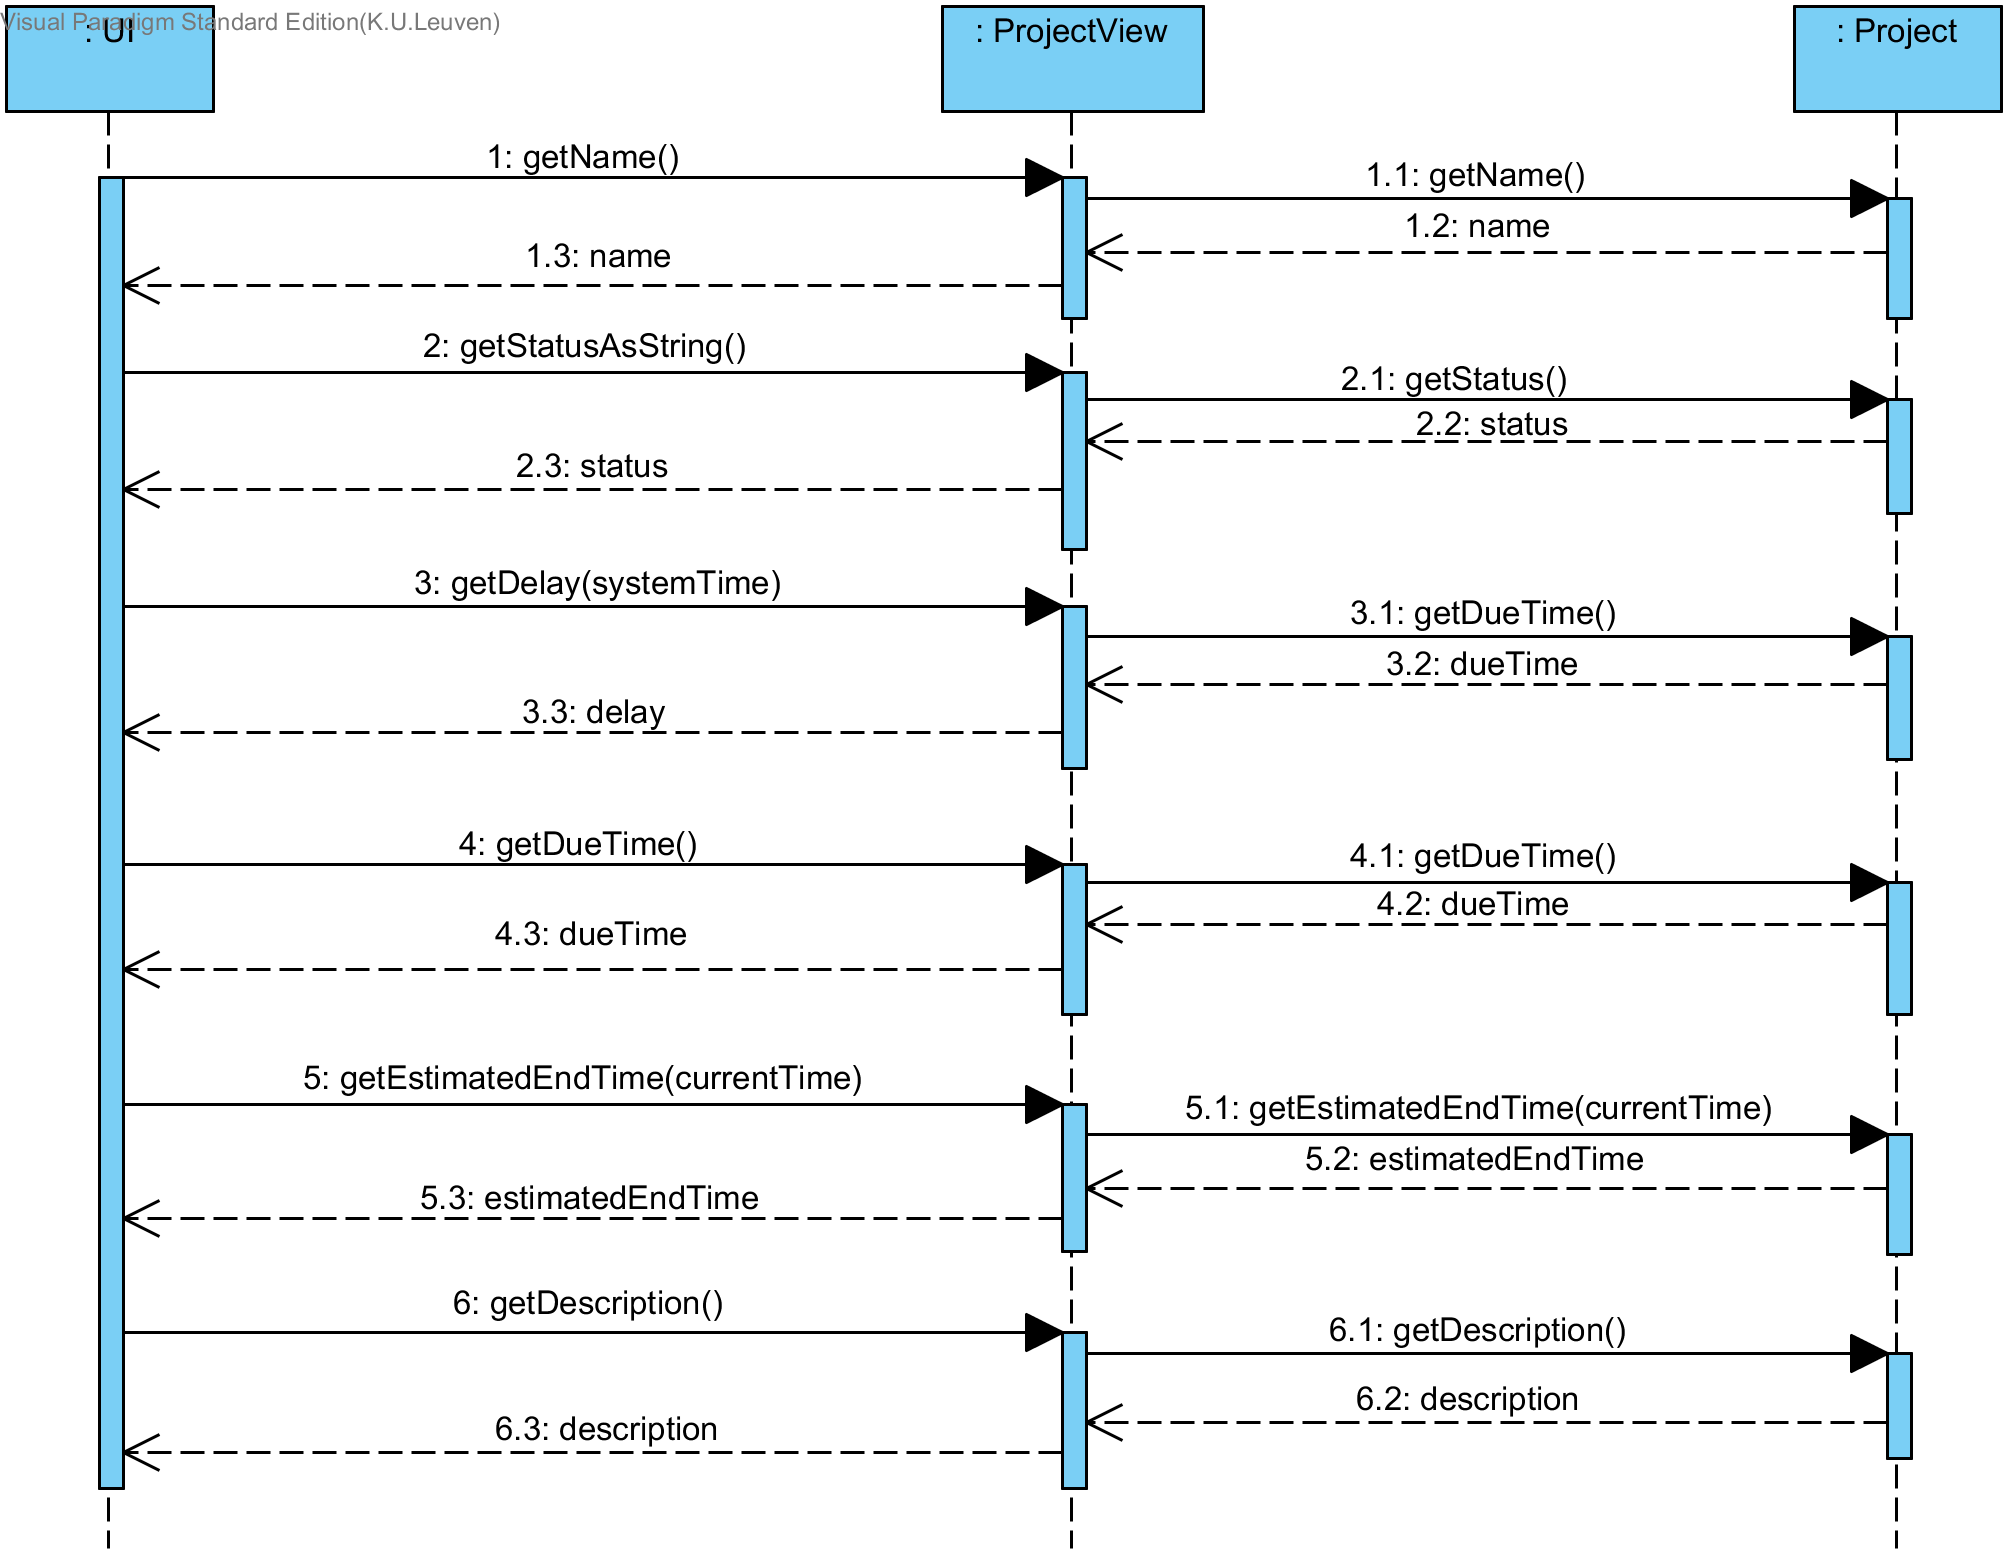 Visual Paradigm Standard Edition(K.U.Leuven)
: UI
: ProjectView
: Project
1: getName()
1.1: getName()
1.2: name
1.3: name
2: getStatusAsString()
2.1: getStatus()
2.2: status
2.3: status
3: getDelay(systemTime)
3.1: getDueTime()
3.2: dueTime
3.3: delay
4: getDueTime()
4.1: getDueTime()
4.2: dueTime
4.3: dueTime
5: getEstimatedEndTime(currentTime)
5.1: getEstimatedEndTime(currentTime)
5.2: estimatedEndTime
5.3: estimatedEndTime
6: getDescription()
6.1: getDescription()
6.2: description
6.3: description